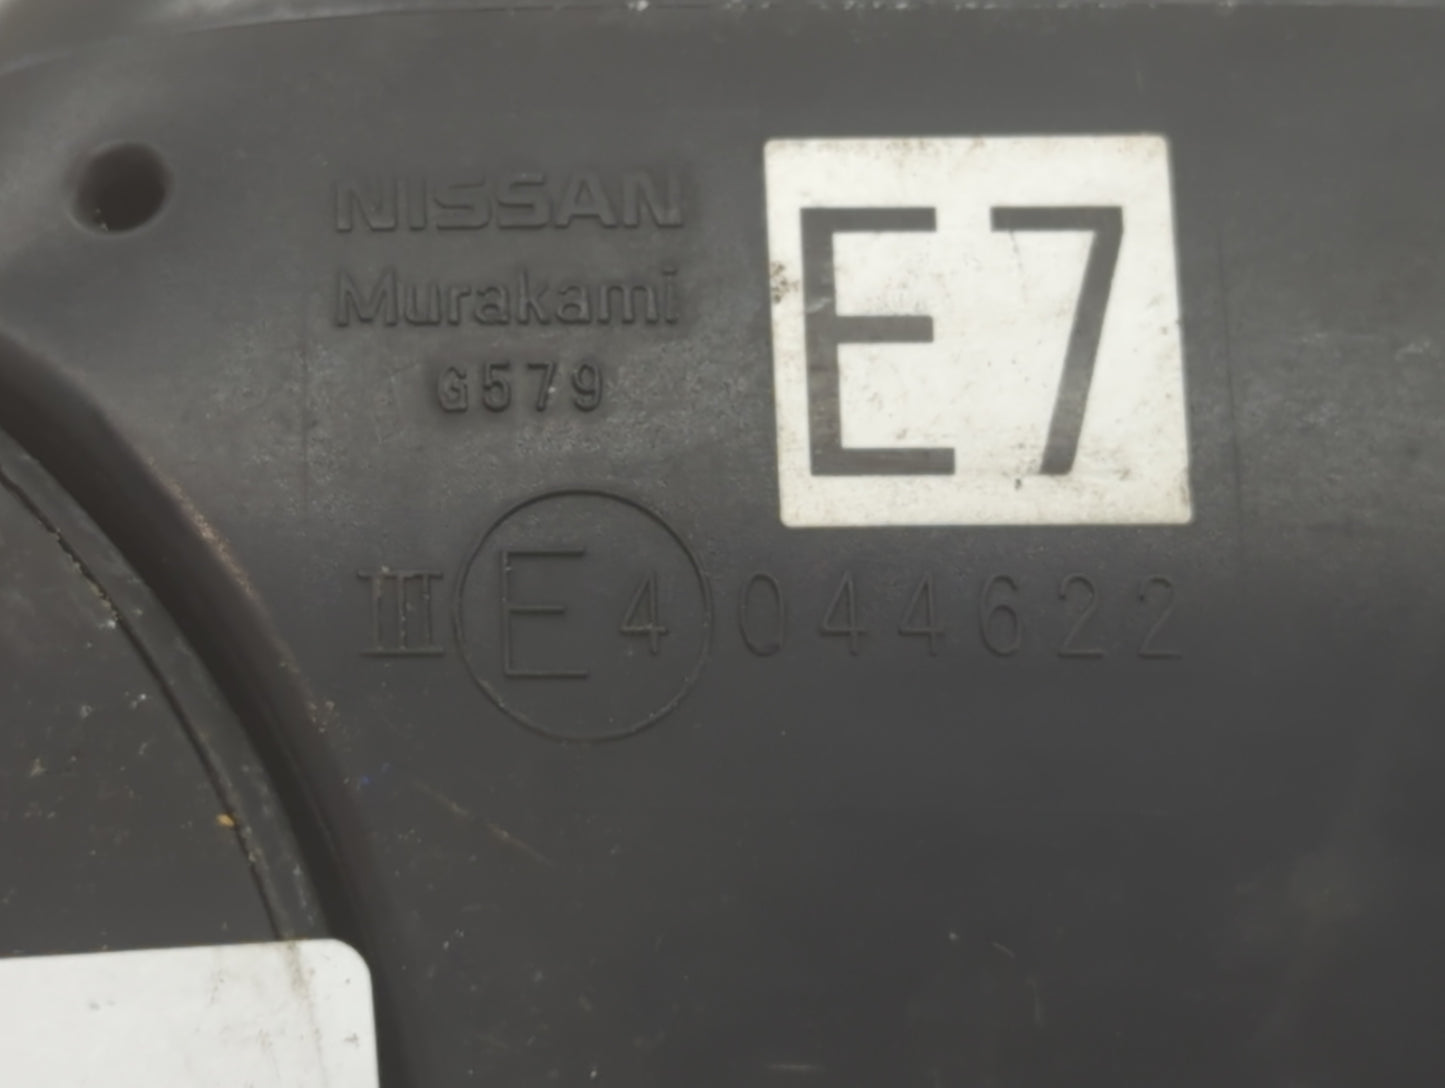 NISSAN
Murakami
G579
E7
III E4 044622